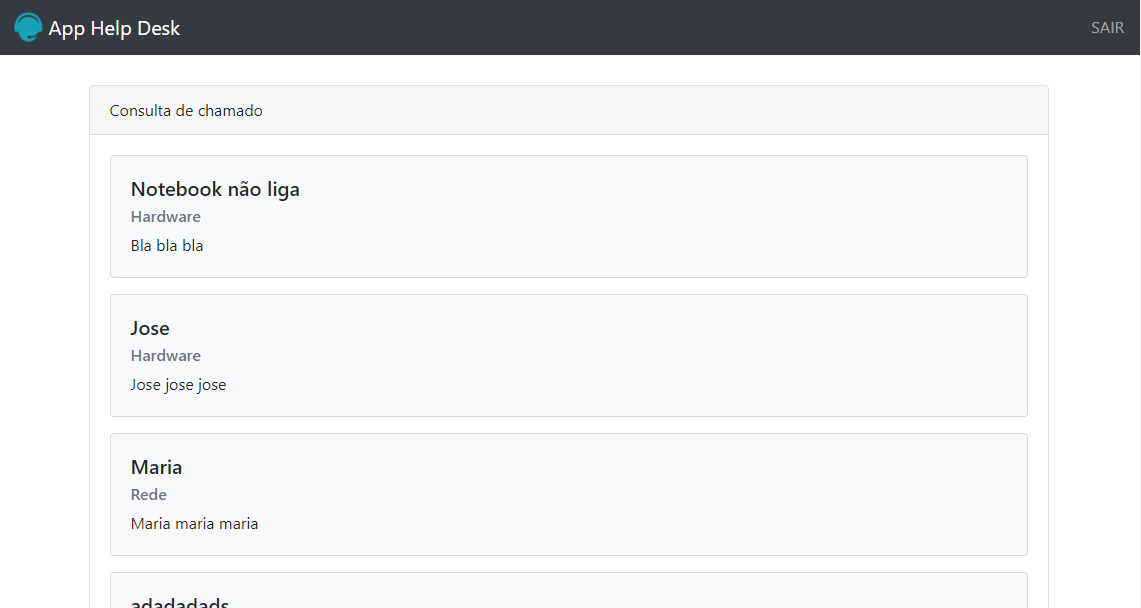 App Help Desk
SAIR
Consulta de chamado
Notebook não liga
Hardware
Bla bla bla
Jose
Hardware
Jose jose jose
Maria
Rede
Maria maria maria
adadadads